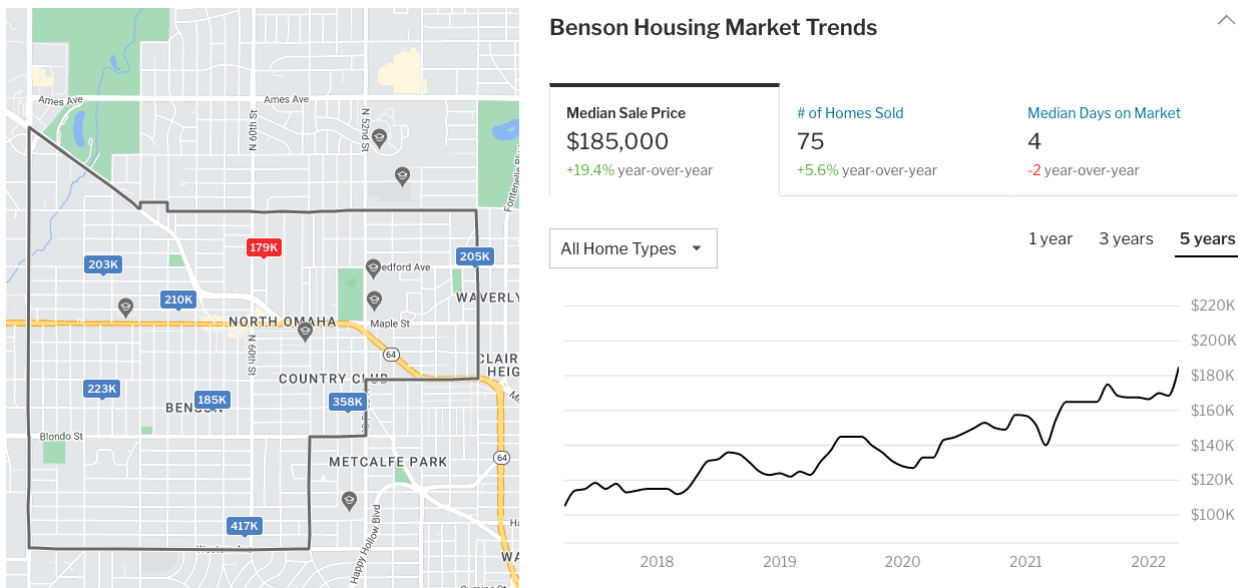 Ames Ave
Ames Ave
N 60th St
N 52nd St
179K
203K
205K
edford Ave
210K
WAVERLY
NORTH OMAHA
Maple St
64
N 60th St
CLAIR
HEIG
COUNTRY CLUB
223K
185K
358K
BENSON
Blondo St
METCALFE PARK
64
417K
Happy Hollow Blvd
WA
Benson Housing Market Trends
Median Sale Price
$185,000
+19.4% year-over-year
# of Homes Sold
75
+5.6% year-over-year
Median Days on Market
4
-2 year-over-year
All Home Types
1 year
3 years
5 years
$220K
$200K
$180K
$160K
$140K
$120K
$100K
2018
2019
2020
2021
2022